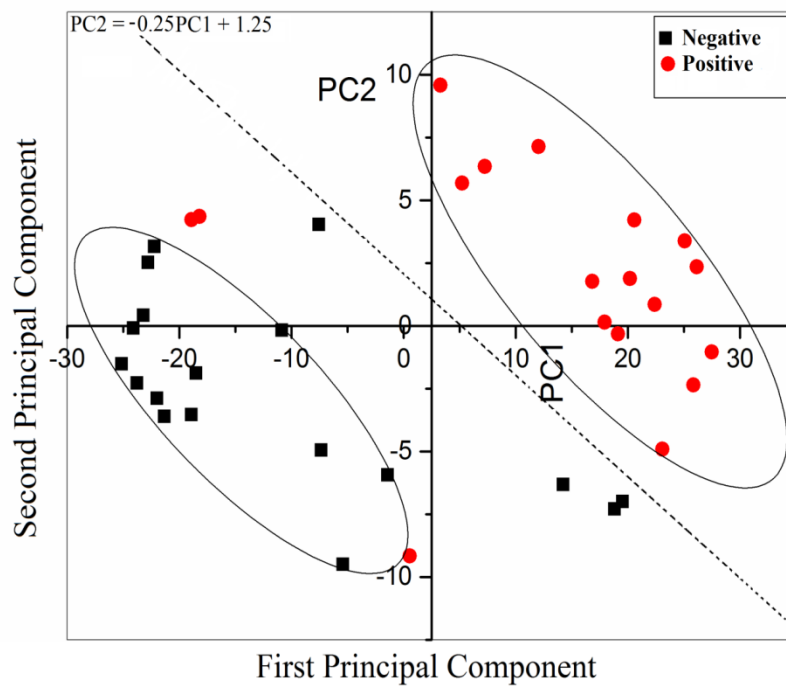 PC2 = -0.25PC1 + 1.25
Negative
Positive
PC2
10
5
0
-30
-20
-10
0
10
20
30
PC1
-5
-10
Second Principal Component
First Principal Component